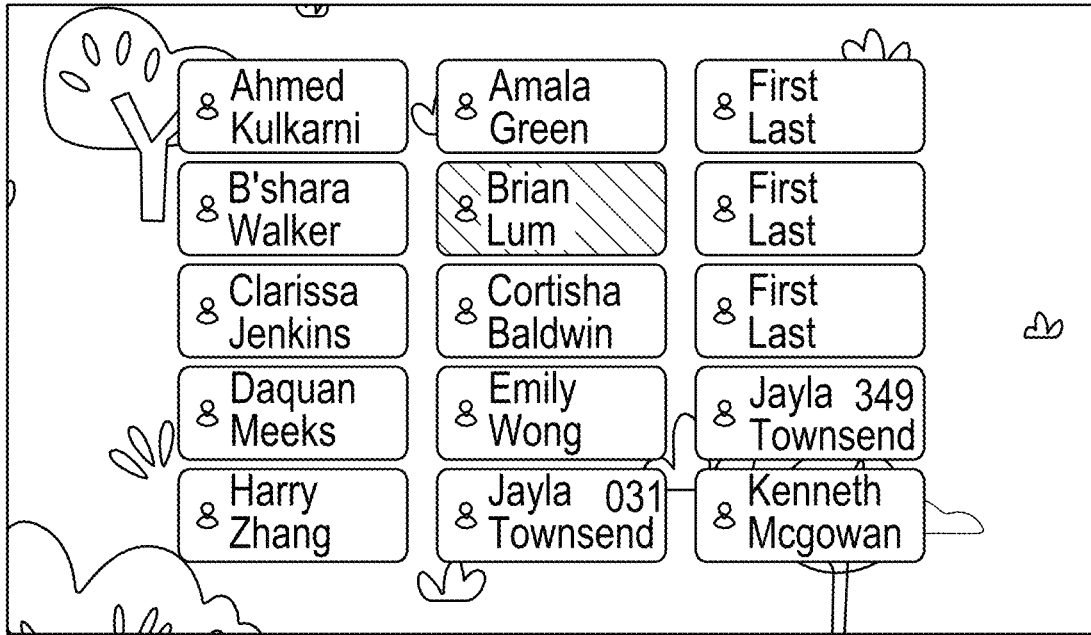 Ahmed
Kulkarni
Amala
Green
First
Last
B'shara
Walker
Brian
Lum
First
Last
Clarissa
Jenkins
Cortisha
Baldwin
First
Last
Daquan
Meeks
Emily
Wong
Jayla 349
Townsend
Harry
Zhang
Jayla 031
Townsend
Kenneth
Mcgowan